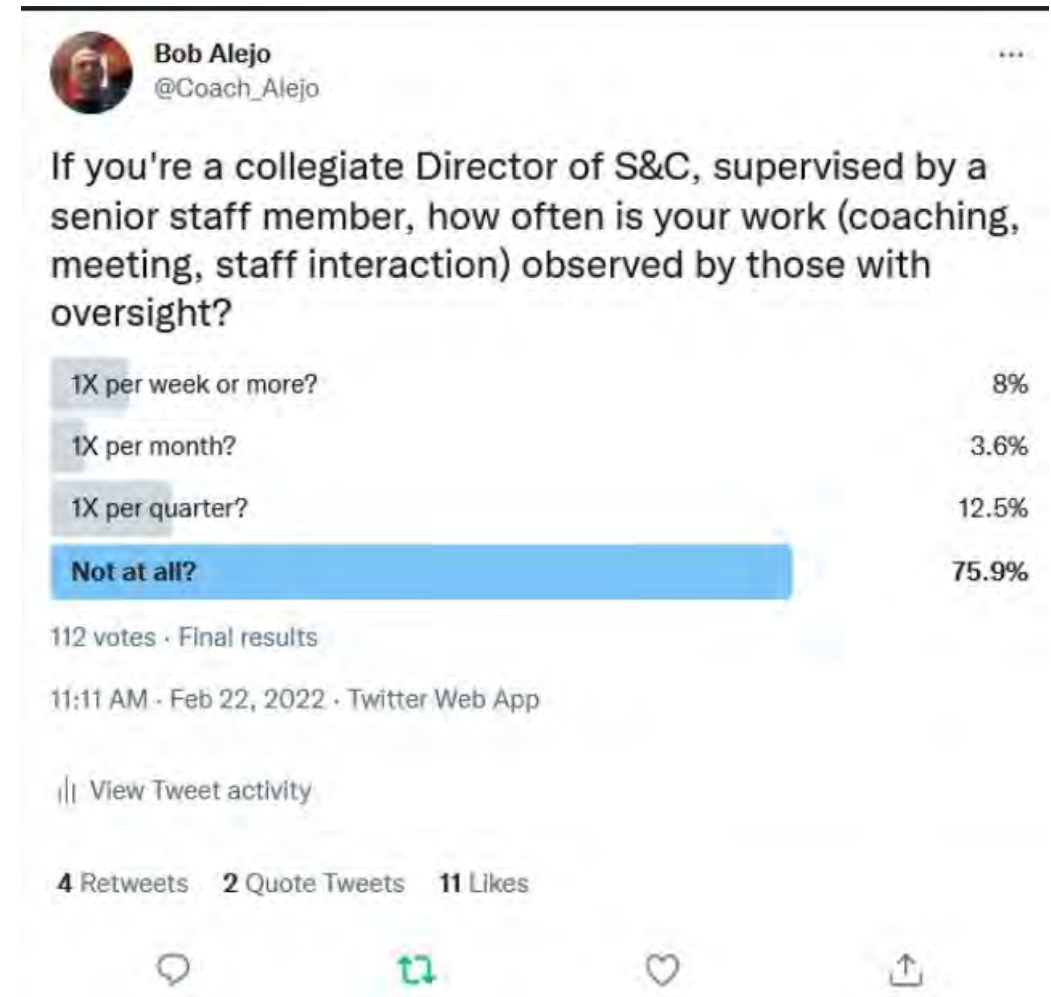 Bob Alejo
@Coach_Alejo
If you're a collegiate Director of S&C, supervised by a
senior staff member, how often is your work (coaching,
meeting, staff interaction) observed by those with
oversight?
1X per week or more? 8%
1X per month? 3.6%
1X per quarter? 12.5%
Not at all? 75.9%
112 votes · Final results
11:11 AM · Feb 22, 2022 · Twitter Web App
View Tweet activity
4 Retweets 2 Quote Tweets 11 Likes